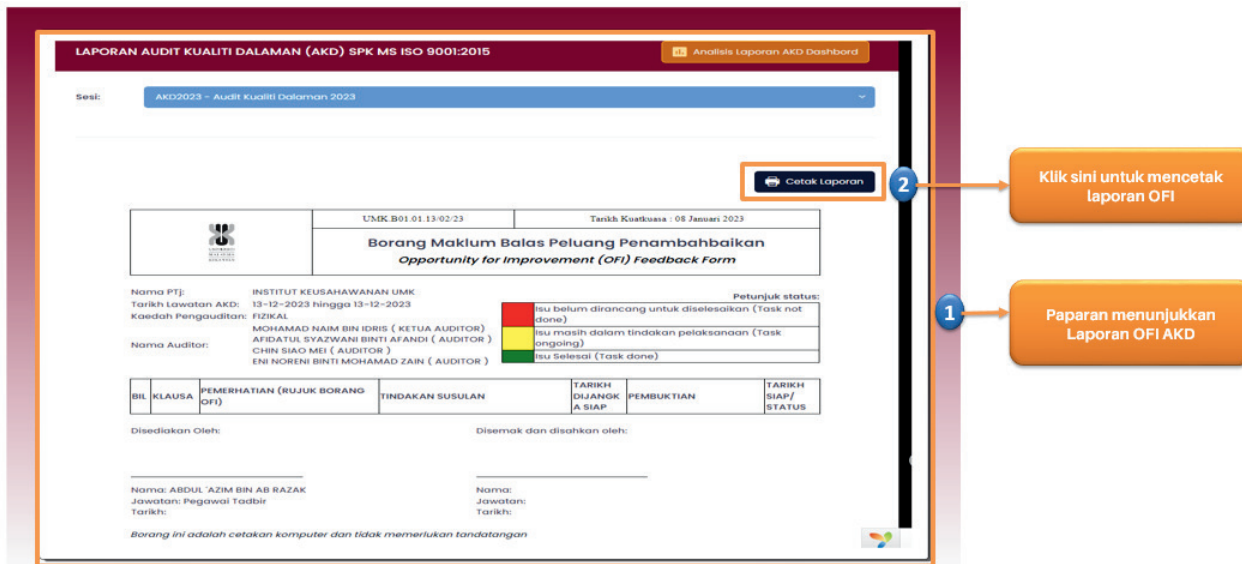 LAPORAN AUDIT KUALITI DALAMAN (AKD) SPK MS ISO 9001:2015
Analisis Laporan AKD Dashbord
Sesi:
AKD2023 - Audit Kualiti Dalaman 2023
Cetak Laporan
2
Klik sini untuk mencetak
laporan OFI
UMK.B01.01.13/02/23
Tarikh Kuatkuasa : 08 Januari 2023
Borang Maklum Balas Peluang Penambahbaikan
Opportunity for Improvement (OFI) Feedback Form
Nama PTj: INSTITUT KEUSAHAWANAN UMK
Tarikh Lawatan AKD: 13-12-2023 hingga 13-12-2023
Kaedah Pengauditan: FIZIKAL
Nama Auditor:
MOHAMAD NAIM BIN IDRIS ( KETUA AUDITOR)
AFIDATUL SYAZWANI BINTI AFANDI ( AUDITOR )
CHIN SIAO MEI ( AUDITOR )
ENI NORENI BINTI MOHAMAD ZAIN ( AUDITOR )
Petunjuk status:
Isu belum dirancang untuk diselesaikan (Task not
done)
Isu masih dalam tindakan pelaksanaan (Task
ongoing)
Isu Selesai (Task done)
1
Paparan menunjukkan
Laporan OFI AKD
BIL
KLAUSA
PEMERHATIAN (RUJUK BORANG
OFI)
TINDAKAN SUSULAN
TARIKH
DIJANGK
A SIAP
PEMBUKTIAN
TARIKH
SIAP/
STATUS
Disediakan Oleh:
Disemak dan disahkan oleh:
Nama: ABDUL 'AZIM BIN AB RAZAK
Jawatan: Pegawai Tadbir
Tarikh:
Nama:
Jawatan:
Tarikh:
Borang ini adalah cetakan komputer dan tidak memerlukan tandatangan